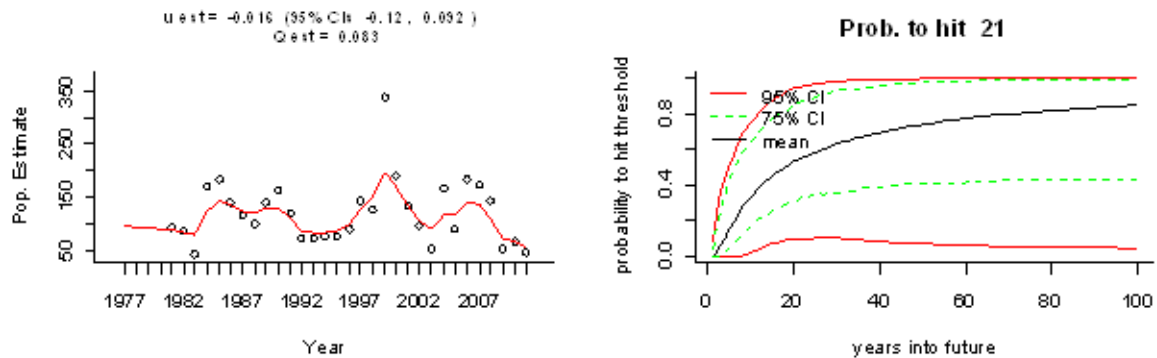 u est= -0.016 (95% CIs -0.12, 0.092 )
Q est= 0.083
Pop. Estimate
350
250
150
50
1977 1982 1987 1992 1997 2002 2007
Year
Prob. to hit 21
probability to hit threshold
0.8
0.4
0.0
95% CI
75% CI
mean
0 20 40 60 80 100
years into future